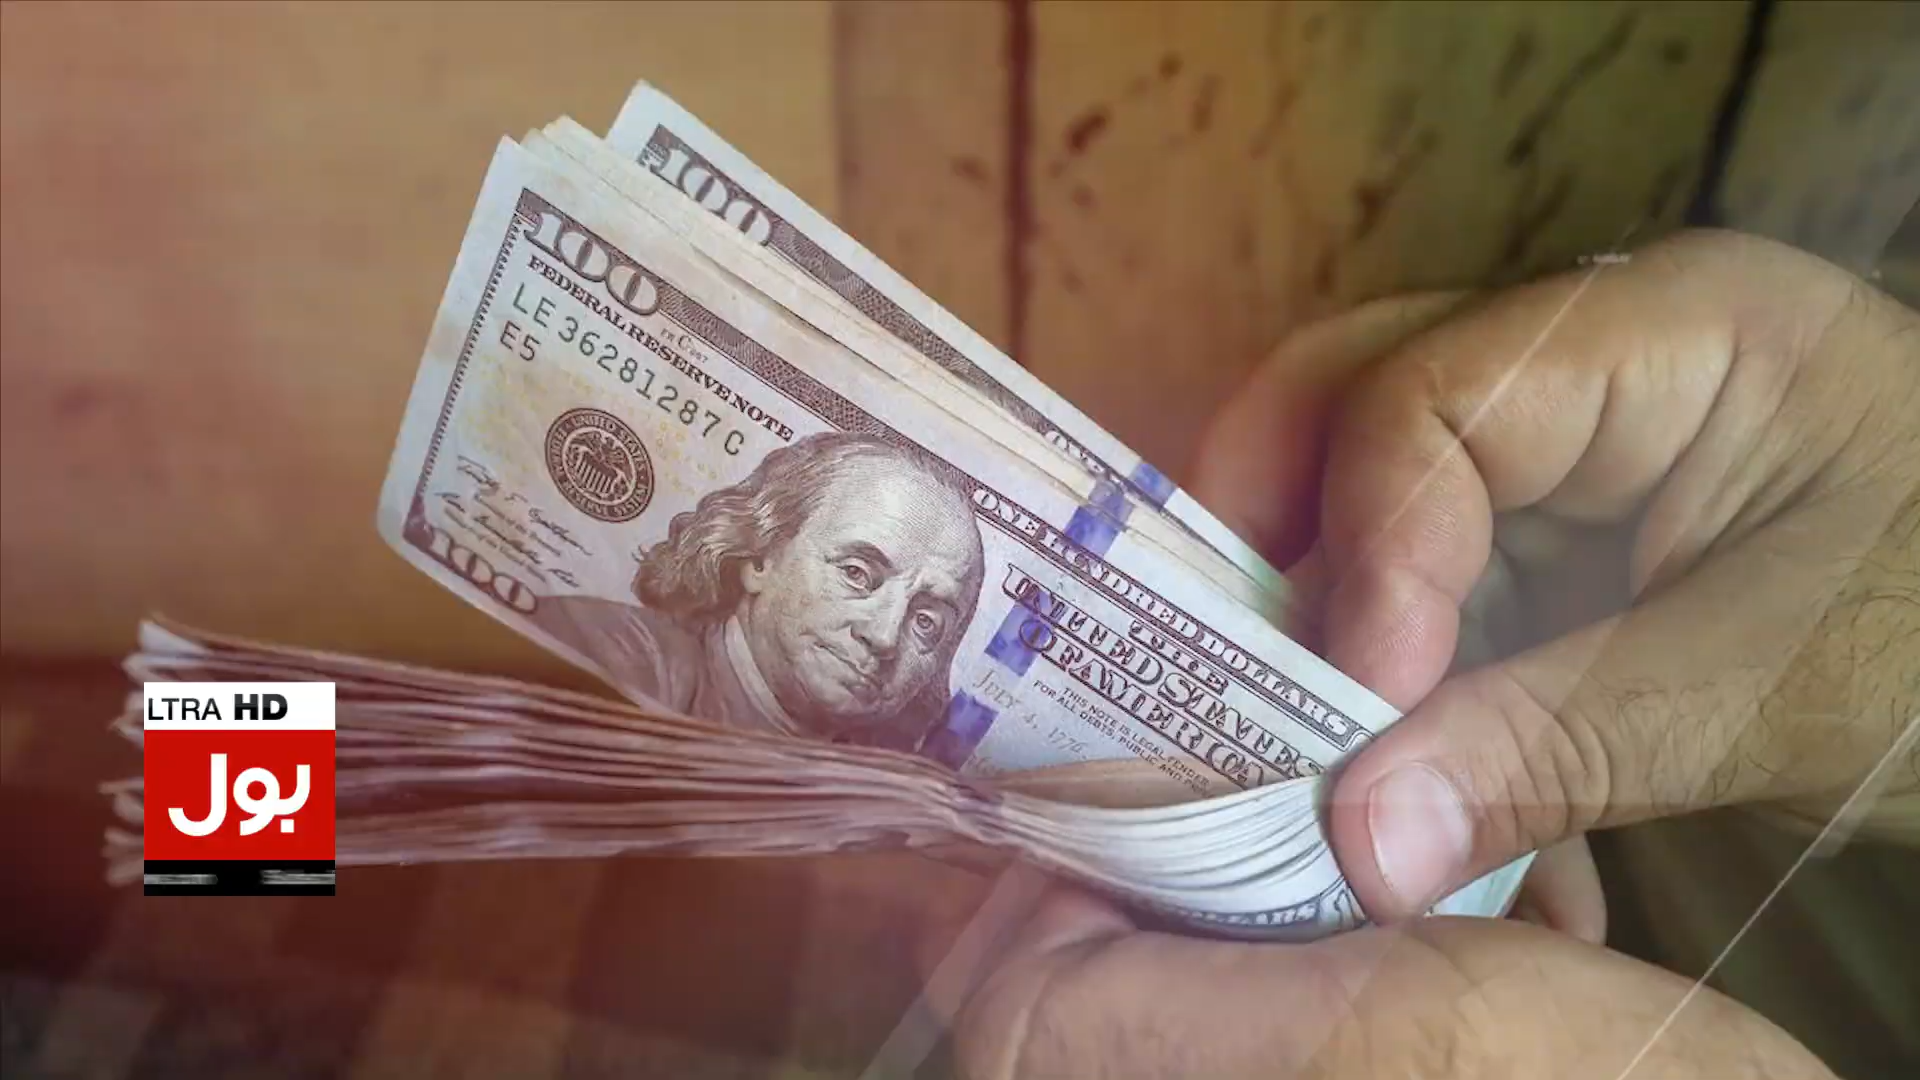 100
100
FEDERAL RESERVE NOTE
LE 36281287 C
E5
100
ONE HUNDRED DOLLARS
THE
UNITED STATES
OF AMERICA
JULY 4, 1776
THIS NOTE IS LEGAL TENDER
FOR ALL DEBTS, PUBLIC AND PRI
LTRA HD
بول